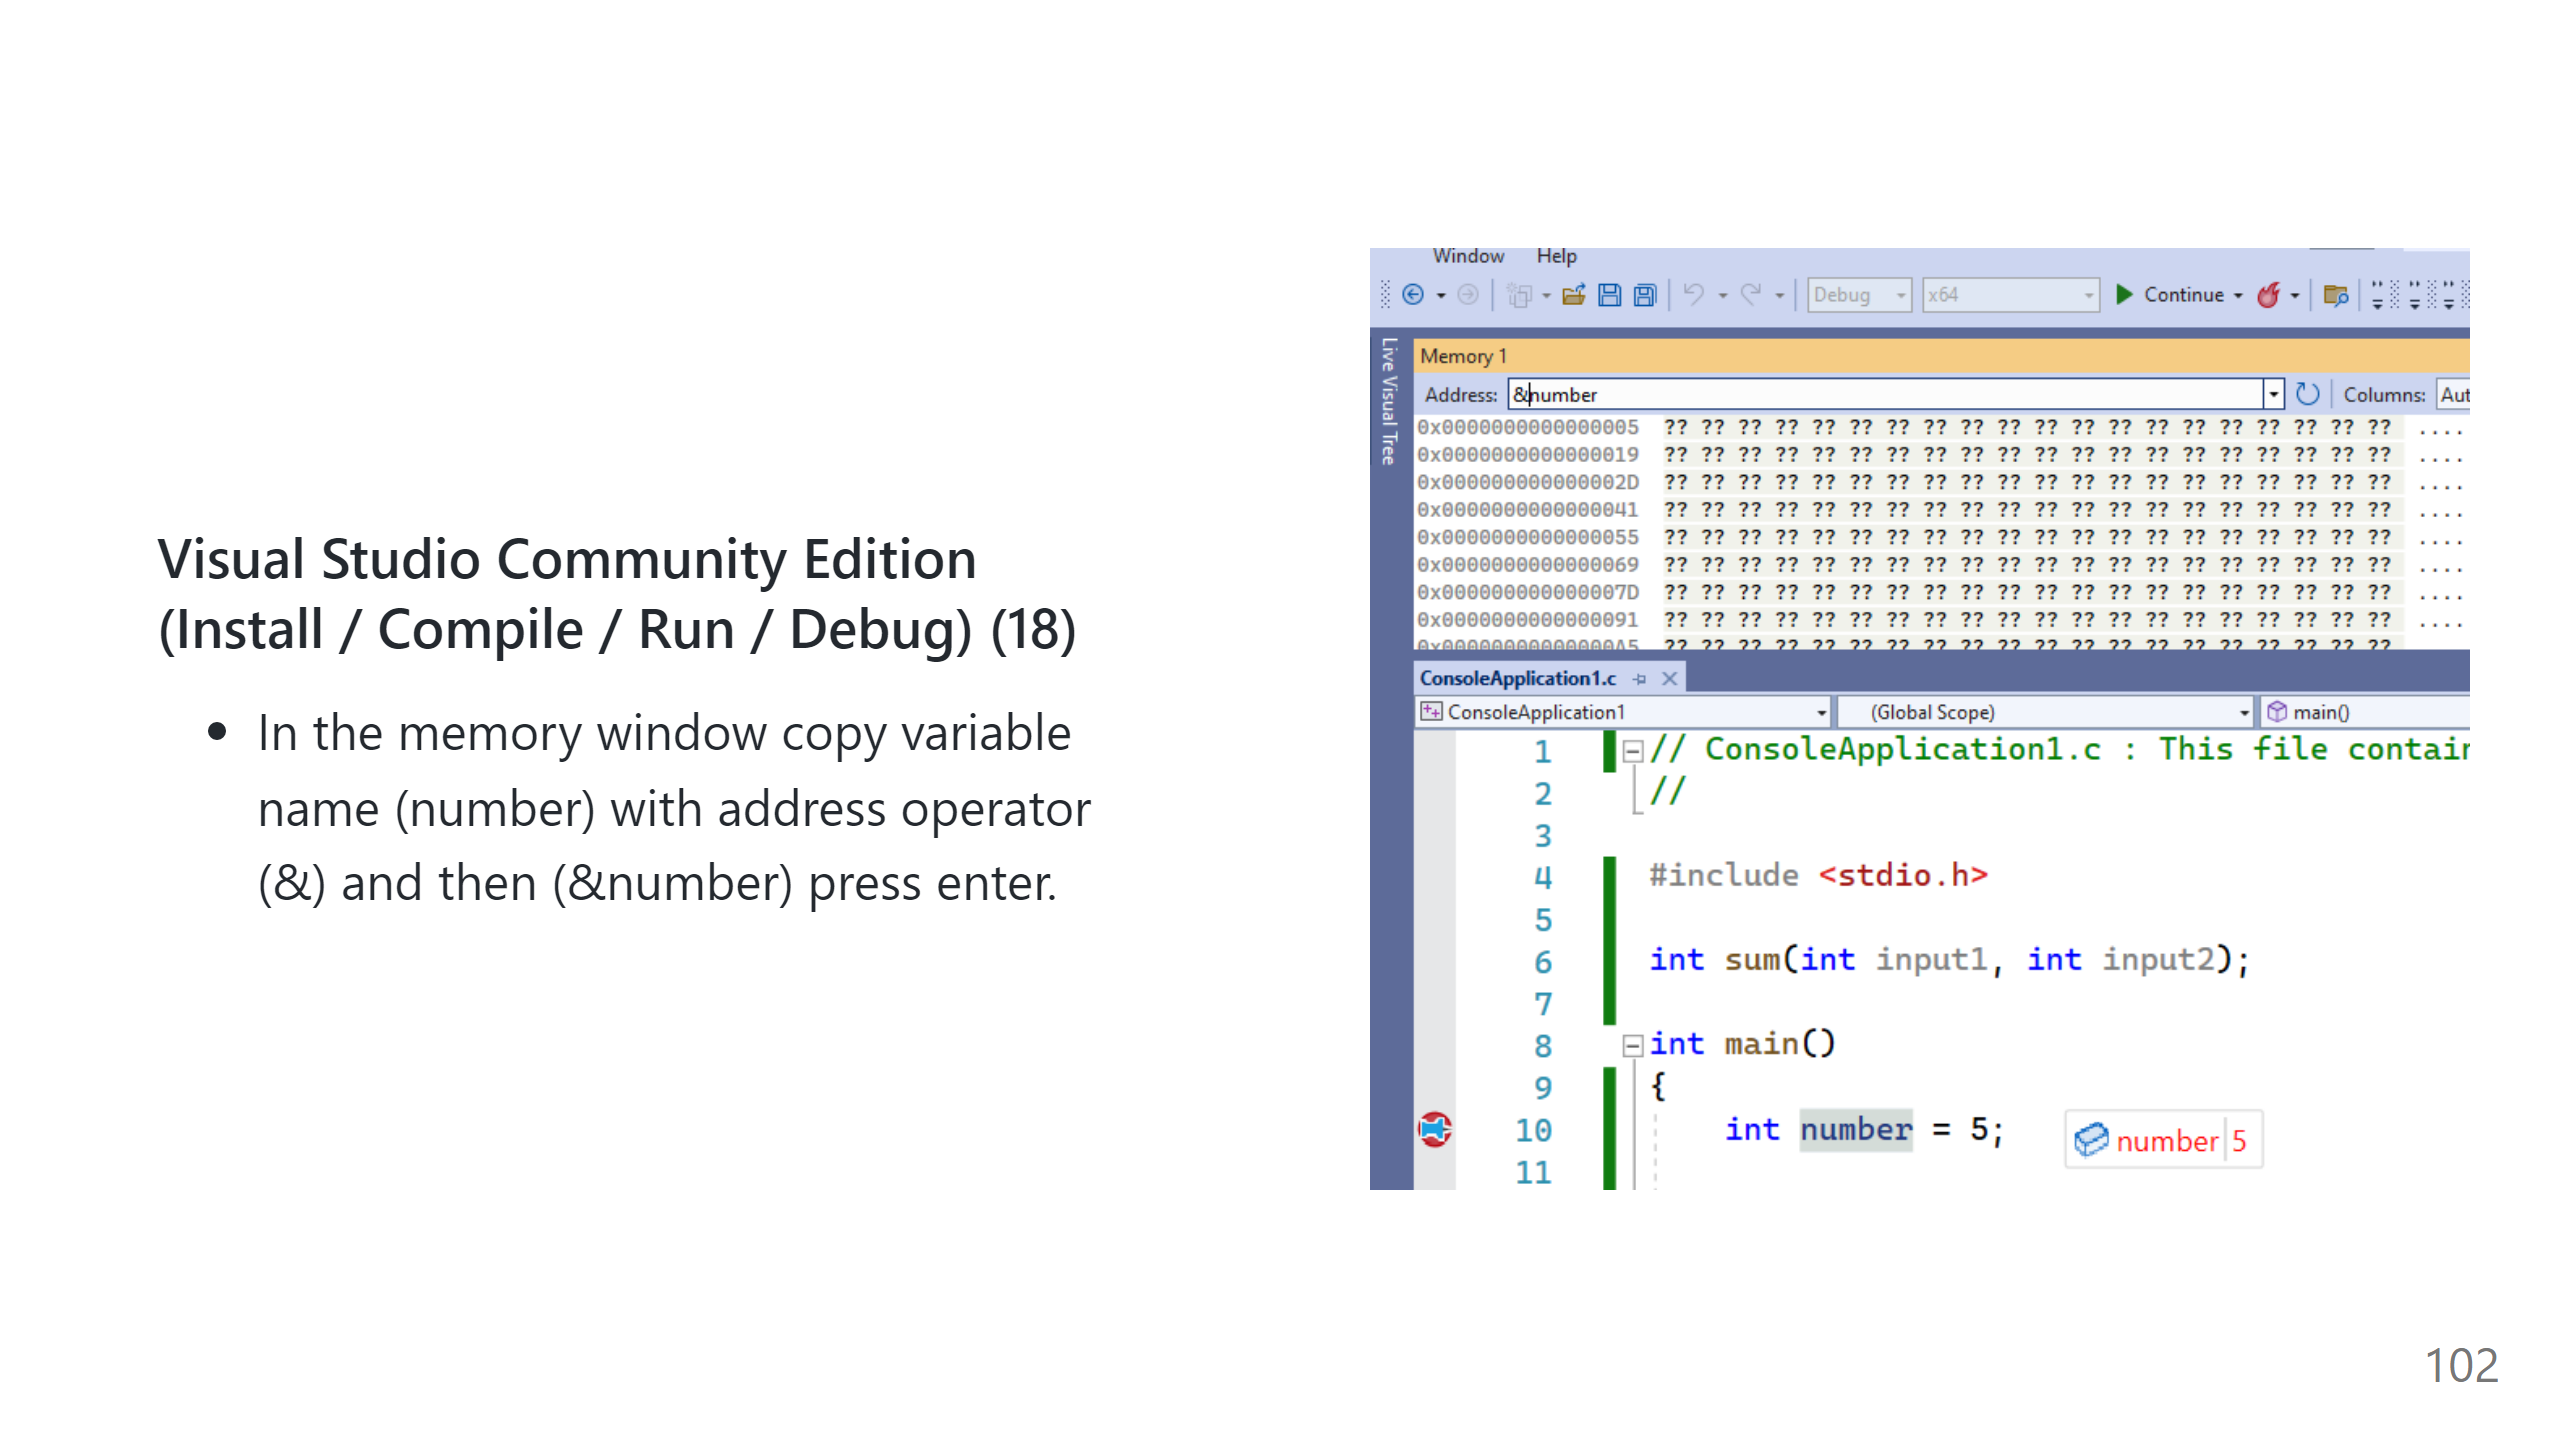 Visual Studio Community Edition
(Install / Compile / Run / Debug) (18)
• In the memory window copy variable
name (number) with address operator
(&) and then (&number) press enter.
Window Help
Debug x64 Continue
Live Visual Tree
Memory 1
Address: &number Columns: Aut
0x0000000000000005 ?? ?? ?? ?? ?? ?? ?? ?? ?? ?? ?? ?? ?? ?? ?? ?? ?? ?? ?? ?? ....
0x0000000000000019 ?? ?? ?? ?? ?? ?? ?? ?? ?? ?? ?? ?? ?? ?? ?? ?? ?? ?? ?? ?? ....
0x000000000000002D ?? ?? ?? ?? ?? ?? ?? ?? ?? ?? ?? ?? ?? ?? ?? ?? ?? ?? ?? ?? ....
0x0000000000000041 ?? ?? ?? ?? ?? ?? ?? ?? ?? ?? ?? ?? ?? ?? ?? ?? ?? ?? ?? ?? ....
0x0000000000000055 ?? ?? ?? ?? ?? ?? ?? ?? ?? ?? ?? ?? ?? ?? ?? ?? ?? ?? ?? ?? ....
0x0000000000000069 ?? ?? ?? ?? ?? ?? ?? ?? ?? ?? ?? ?? ?? ?? ?? ?? ?? ?? ?? ?? ....
0x000000000000007D ?? ?? ?? ?? ?? ?? ?? ?? ?? ?? ?? ?? ?? ?? ?? ?? ?? ?? ?? ?? ....
0x0000000000000091 ?? ?? ?? ?? ?? ?? ?? ?? ?? ?? ?? ?? ?? ?? ?? ?? ?? ?? ?? ?? ....
0x00000000000000A5 ?? ?? ?? ?? ?? ?? ?? ?? ?? ?? ?? ?? ?? ?? ?? ?? ?? ?? ?? ??
ConsoleApplication1.c
ConsoleApplication1 (Global Scope) main()
1 // ConsoleApplication1.c : This file contain
2 //
3
4 #include <stdio.h>
5
6 int sum(int input1, int input2);
7
8 int main()
9 {
10 int number = 5; number 5
11
102